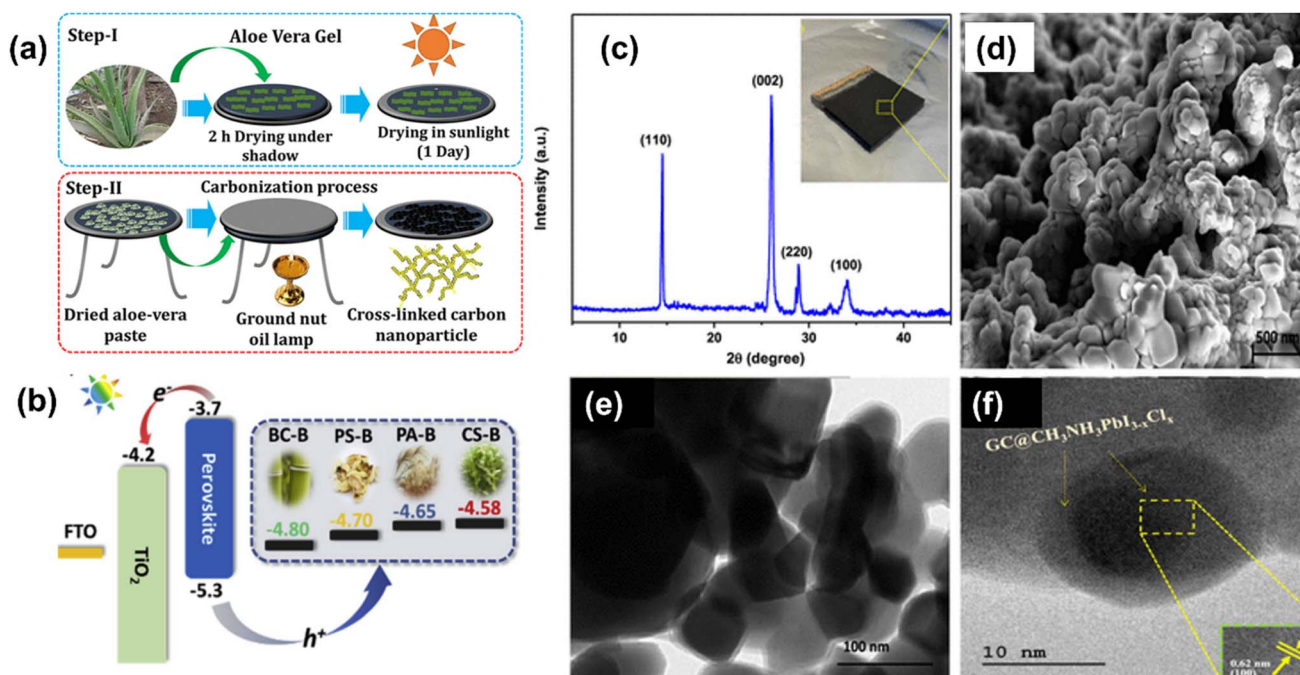 (a)
Step-I
Aloe Vera Gel
2 h Drying under
shadow
Drying in sunlight
(1 Day)
Step-II
Carbonization process
Dried aloe-vera
paste
Ground nut
oil lamp
Cross-linked carbon
nanoparticle
(b)
e-
-3.7
-4.2
FTO
TiO2
Perovskite
-5.3
h+
BC-B PS-B PA-B CS-B
-4.80 -4.70 -4.65 -4.58
(c)
Intensity (a.u.)
(110)
(002)
(220)
(100)
10 20 30 40
2θ (degree)
(d)
500 nm
(e)
100 nm
(f)
GC@CH3NH3PbI3-xClx
10 nm
0.62 nm
(100)